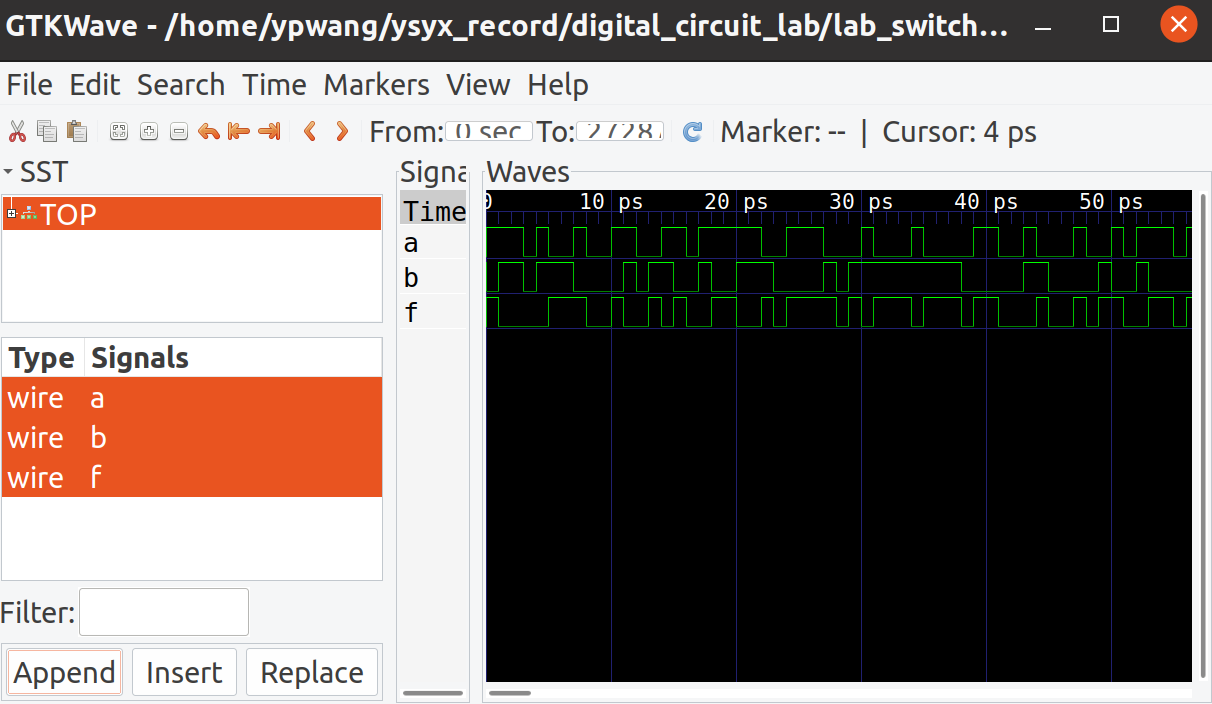 GTKWave - /home/ypwang/ysyx_record/digital_circuit_lab/lab_switch...
File Edit Search Time Markers View Help
From: 0 sec To: 2728 Marker: -- | Cursor: 4 ps
SST
TOP
Type Signals
wire a
wire b
wire f
Filter:
Append Insert Replace
Signa
Time
a
b
f
Waves
0 10 ps 20 ps 30 ps 40 ps 50 ps